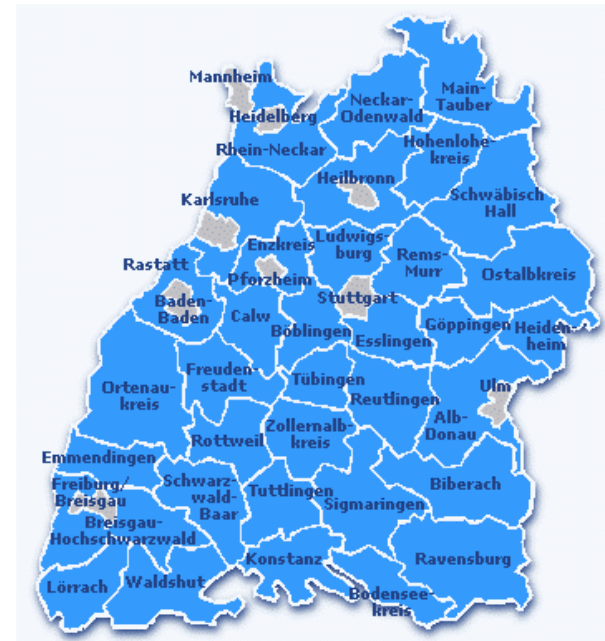 Mannheim
Heidelberg
Neckar-
Odenwald
Main-
Tauber
Rhein-Neckar
Hohenlohe-
kreis
Heilbronn
Schwäbisch
Hall
Karlsruhe
Enzkreis
Ludwigs-
burg
Rems-
Murr
Rastatt
Pforzheim
Ostalbkreis
Baden-
Baden
Stuttgart
Calw
Böblingen
Esslingen
Göppingen
Heiden-
heim
Freuden-
stadt
Tübingen
Ulm
Ortenau-
kreis
Reutlingen
Alb-
Donau
Rottweil
Zollernalb-
kreis
Emmendingen
Freiburg/
Breisgau
Schwarz-
wald-
Baar
Tuttlingen
Sigmaringen
Biberach
Breisgau-
Hochschwarzwald
Konstanz
Ravensburg
Lörrach
Waldshut
Bodensee-
kreis